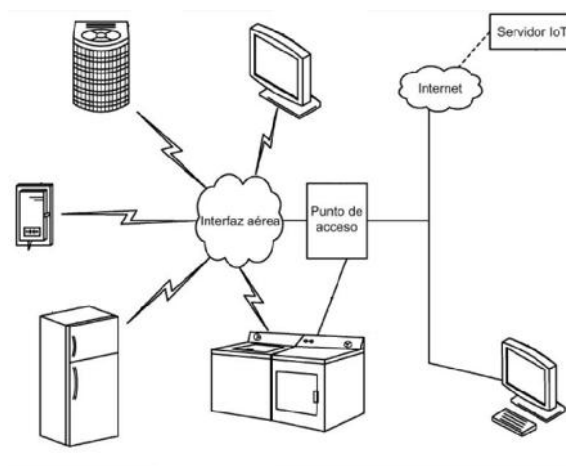 Servidor IoT
Internet
Interfaz aérea
Punto de
acceso